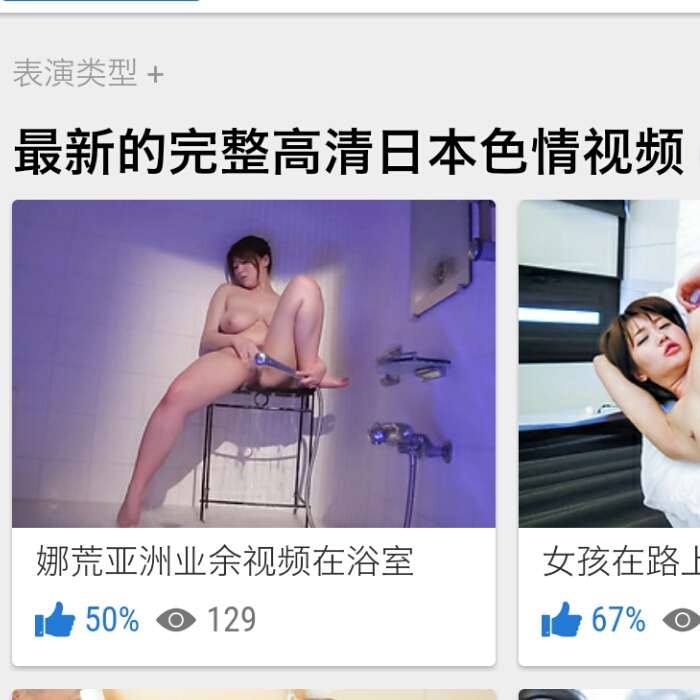 表演类型 +
最新的完整高清日本色情视频
娜荒亚洲业余视频在浴室
女孩在路上
50% 129
67%